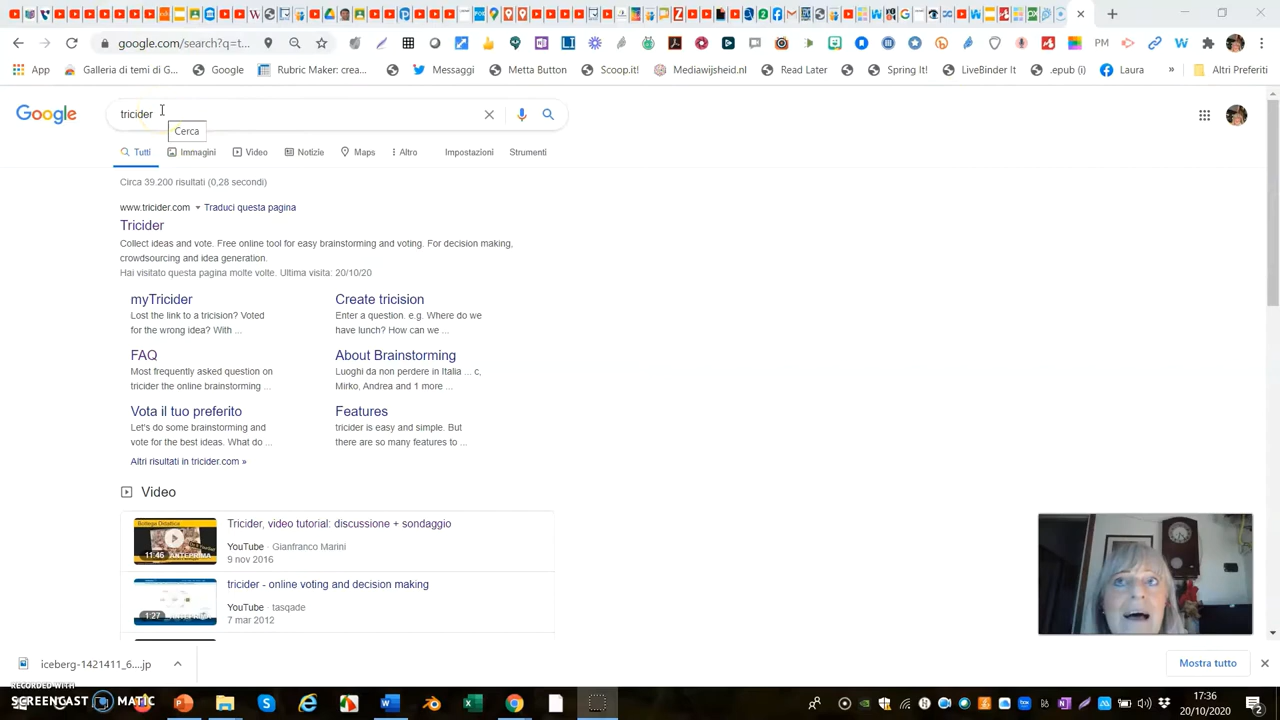 google.com/search?q=t...
PM
App
Galleria di temi di G...
Google
Rubric Maker: crea...
Messaggi
Metta Button
Scoop.it!
Mediawijsheid.nl
Read Later
Spring It!
LiveBinder It
.epub (i)
Laura
»
Altri Preferiti
Google
tricider
Cerca
Tutti
Immagini
Video
Notizie
Maps
Altro
Impostazioni
Strumenti
Circa 39.200 risultati (0,28 secondi)
www.tricider.com
Traduci questa pagina
Tricider
Collect ideas and vote. Free online tool for easy brainstorming and voting. For decision making,
crowdsourcing and idea generation.
Hai visitato questa pagina molte volte. Ultima visita: 20/10/20
myTricider
Lost the link to a tricision? Voted
for the wrong idea? With ...
Create tricision
Enter a question. e.g. Where do we
have lunch? How can we ...
FAQ
Most frequently asked question on
tricider the online brainstorming ...
About Brainstorming
Luoghi da non perdere in Italia ... c,
Mirko, Andrea and 1 more ...
Vota il tuo preferito
Let's do some brainstorming and
vote for the best ideas. What do ...
Features
tricider is easy and simple. But
there are so many features to ...
Altri risultati in tricider.com »
Video
Bottega Didattica
11:46
ANTEPRIMA
Tricider, video tutorial: discussione + sondaggio
YouTube · Gianfranco Marini
9 nov 2016
1:27
tricider - online voting and decision making
YouTube · tasqade
7 mar 2012
iceberg-1421411_6....jp
Mostra tutto
RECORDED WITH
SCREENCAST MATIC
17:36
20/10/2020
2